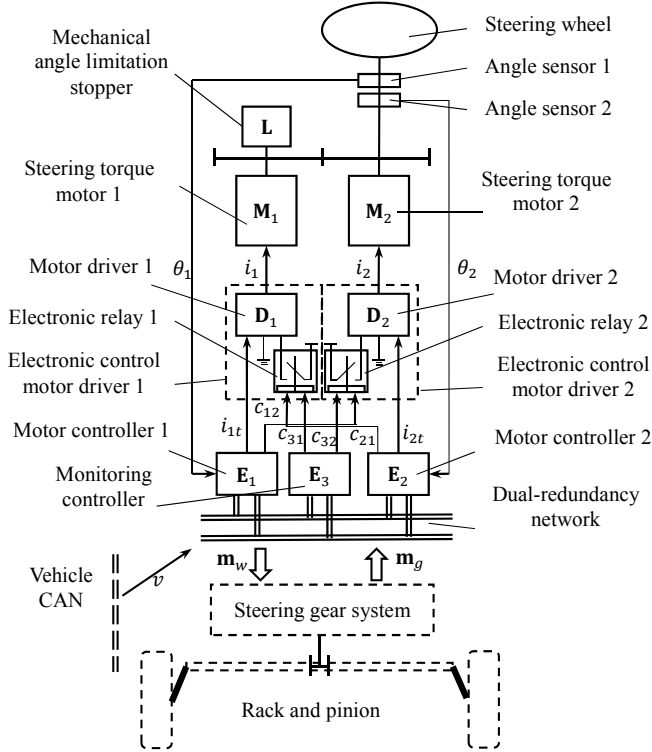 Steering wheel
Mechanical
angle limitation
stopper
Angle sensor 1
Angle sensor 2
L
Steering torque
motor 1
M₁
M₂
Steering torque
motor 2
θ₁
i₁
i₂
θ₂
Motor driver 1
Motor driver 2
D₁
D₂
Electronic relay 1
Electronic relay 2
Electronic control
motor driver 1
Electronic control
motor driver 2
c₁₂
i₁ₜ
c₃₁
c₃₂
c₂₁
i₂ₜ
Motor controller 1
Motor controller 2
E₁
E₃
E₂
Monitoring
controller
Dual-redundancy
network
m_w
m_g
Vehicle
CAN
v
Steering gear system
Rack and pinion